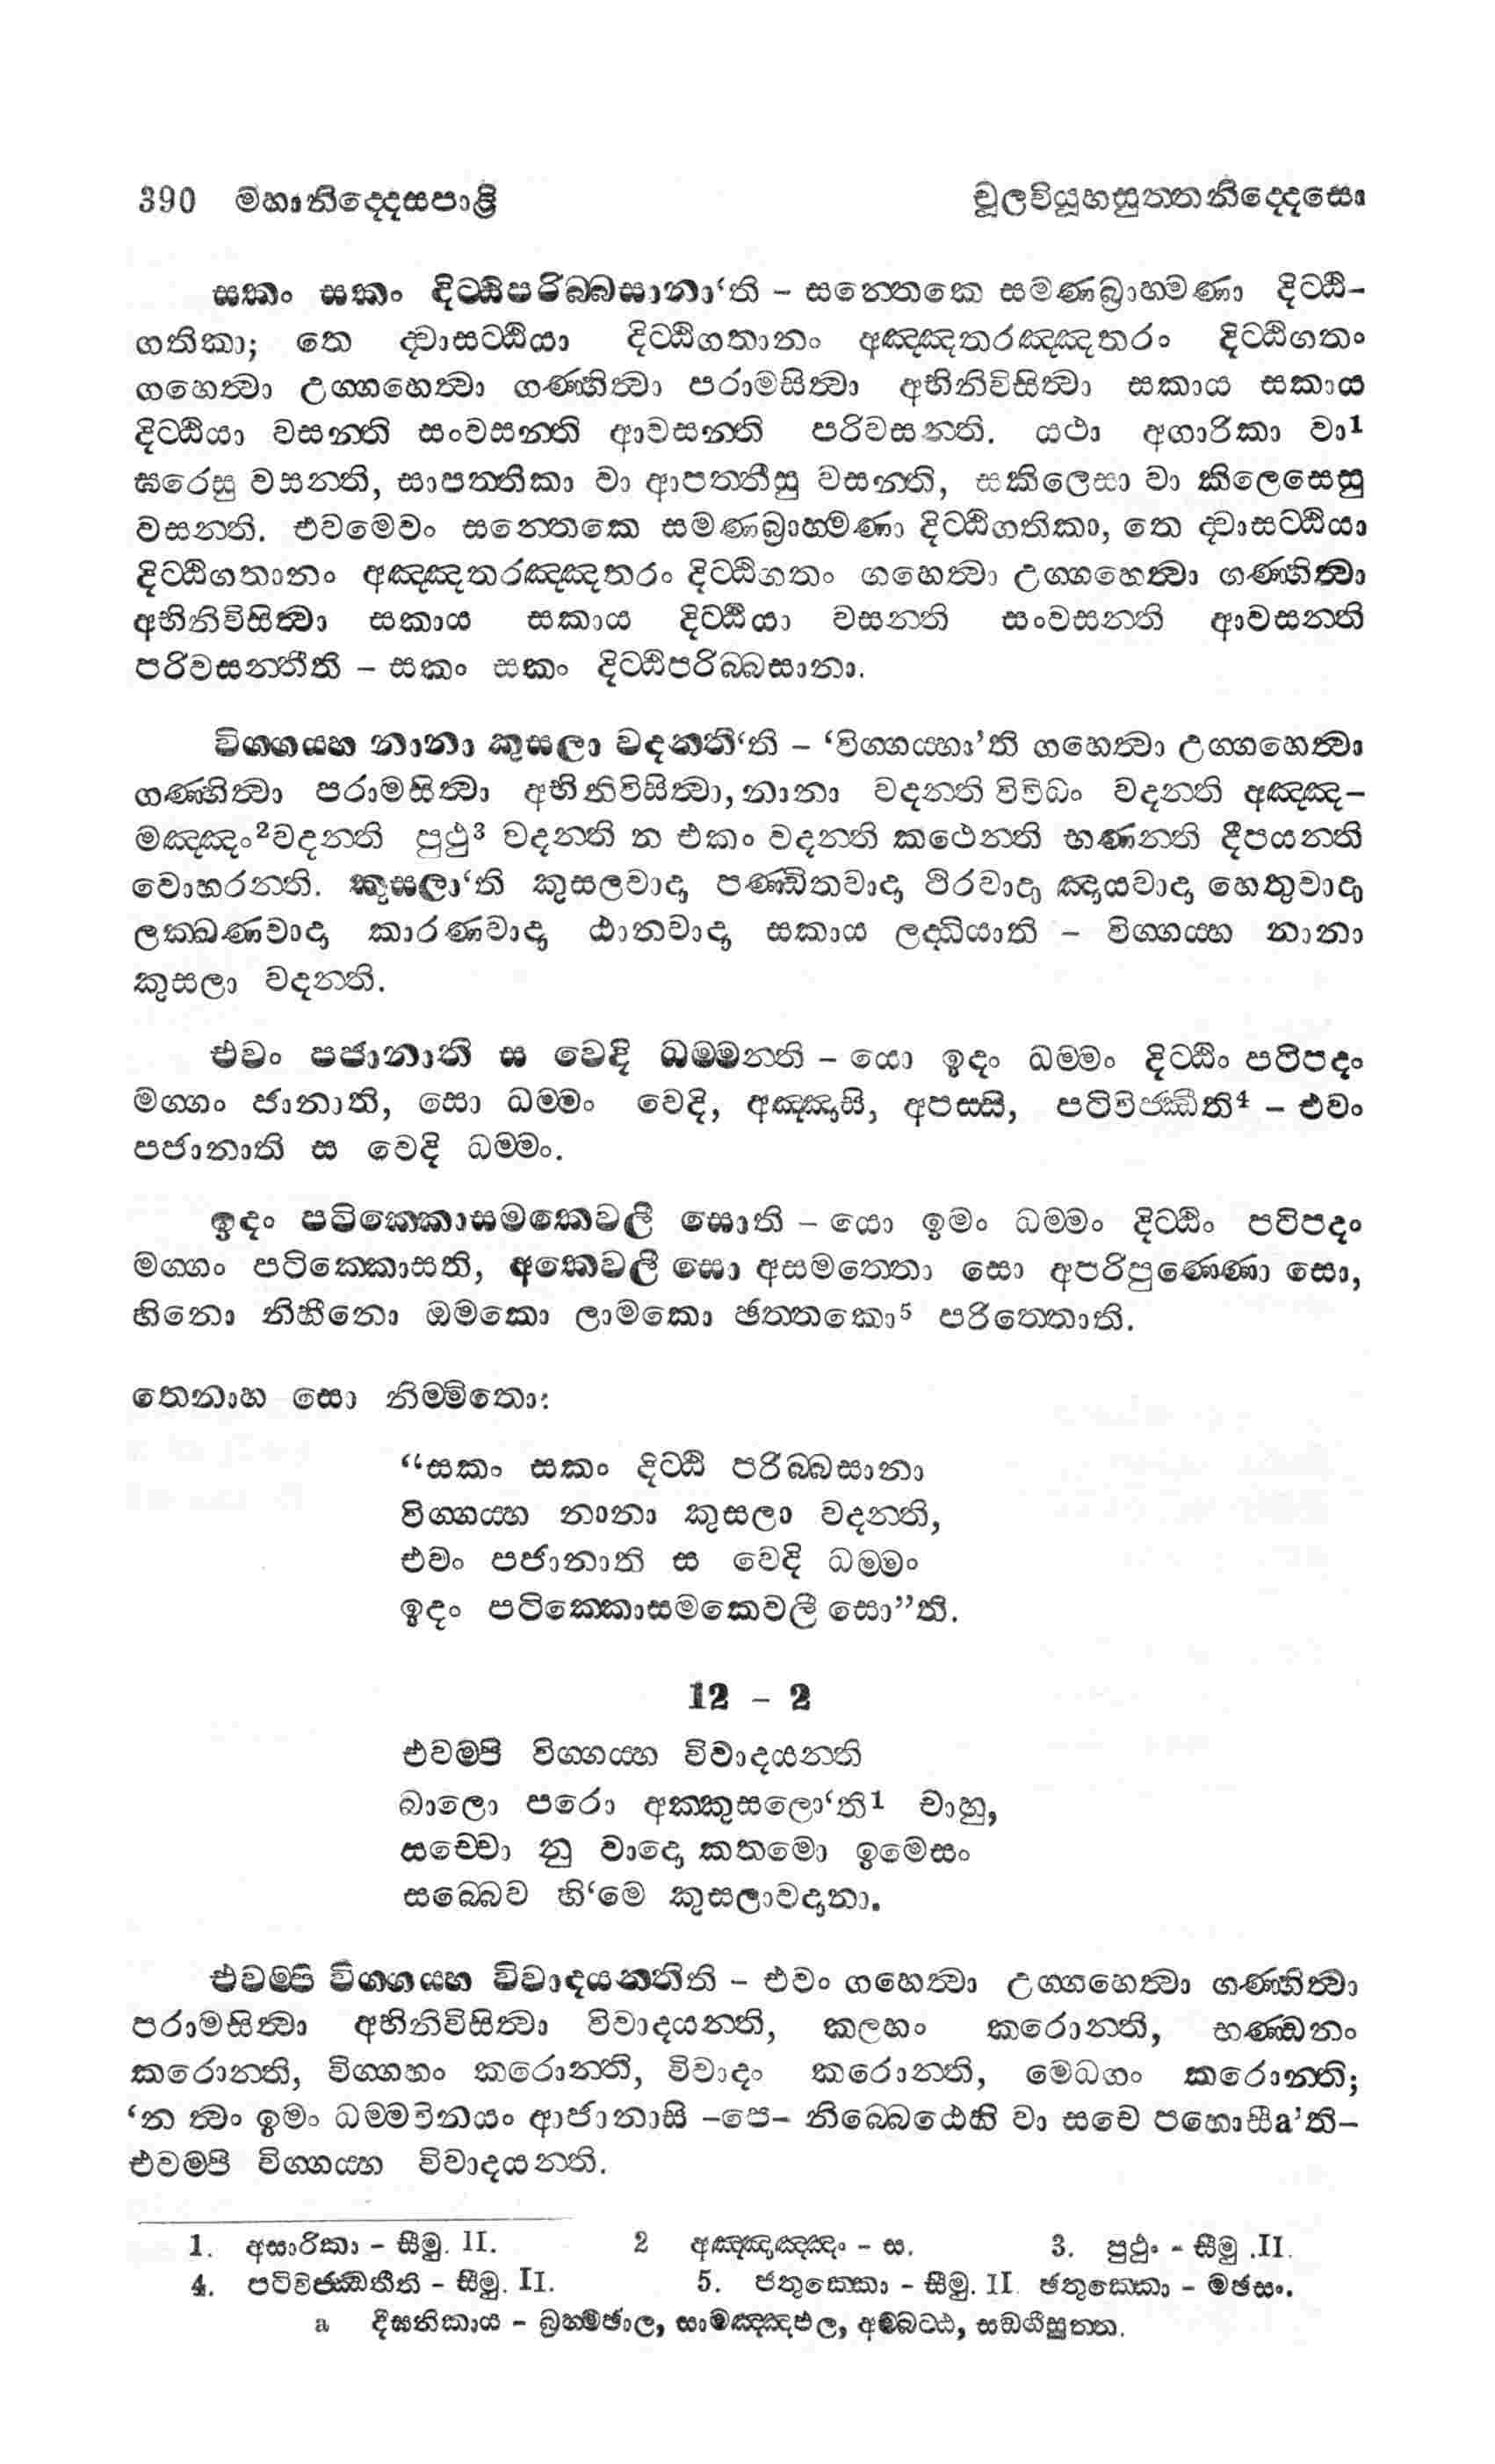 390 මහානිද්දෙසපාළි චූලවියූහසුත්තනිද්දෙසො
සකං සකං දිට්ඨිපරිබ්බසානා‘ති – සන්තෙකෙ සමණබ්‍රාහ්මණා දිට්ඨි–
ගතිකා; තෙ ද්වාසට්ඨියා දිට්ඨිගතානං අඤ්ඤතරඤ්ඤතරං දිට්ඨිගතං
ගහෙත්වා උග්ගහෙත්වා ගණ්හිත්වා පරාමසිත්වා අභිනිවිසිත්වා සකාය සකාය
දිට්ඨියා වසන්ති සංවසන්ති ආවසන්ති පරිවසන්ති. යථා අගාරිකා වා1
ඝරෙසු වසන්ති, සාපත්තිකා වා ආපත්තීසු වසන්ති, සකිලෙසා වා කිලෙසෙසු
වසන්ති. එවමෙවං සන්තෙකෙ සමණබ්‍රාහ්මණා දිට්ඨිගතිකා, තෙ ද්වාසට්ඨියා
දිට්ඨිගතානං අඤ්ඤතරඤ්ඤතරං දිට්ඨිගතං ගහෙත්වා උග්ගහෙත්වා ගණ්හිත්වා
අභිනිවිසිත්වා සකාය සකාය දිට්ඨියා වසන්ති සංවසන්ති ආවසන්ති
පරිවසන්තීති – සකං සකං දිට්ඨිපරිබ්බසානා.
විග්ගය්හ නානා කුසලා වදන්තී‘ති – ‘විග්ගය්හා’ති ගහෙත්වා උග්ගහෙත්වා
ගණ්හිත්වා පරාමසිත්වා අභිනිවිසිත්වා, නානා වදන්ති විවිධං වදන්ති අඤ්ඤ–
මඤ්ඤං2 වදන්ති පුථු3 වදන්ති න එකං වදන්ති කථෙන්ති භණන්ති දීපයන්ති
වොහරන්ති. කුසලා‘ති කුසලවාදා පණ්ඩිතවාදා ථිරවාදා ඤායවාදා හෙතුවාදා
ලක්ඛණවාදා කාරණවාදා ඨානවාදා සකාය ලද්ධියාති – විග්ගය්හ නානා
කුසලා වදන්ති.
එවං පජානාති ස වෙදි ධම්මන්ති – යො ඉදං ධම්මං දිට්ඨිං පටිපදං
මග්ගං ජානාති, සො ධම්මං වෙදි, අඤ්ඤාසි, අපස්සි, පටිවිජ්ඣීති4 – එවං
පජානාති ස වෙදි ධම්මං.
ඉදං පටික්කොසමකෙවලී සොති – යො ඉමං ධම්මං දිට්ඨිං පටිපදං
මග්ගං පටික්කොසති, අකෙවලී සො අසමත්තො සො අපරිපුණ්ණො සො,
හීනො නිහීනො ඔමකො ලාමකො ඡත්තකො5 පරිත්තොති.
තෙනාහ සො නිම්මිතො:
“සකං සකං දිට්ඨි පරිබ්බසානා
විග්ගය්හ නානා කුසලා වදන්ති,
එවං පජානාති ස වෙදි ධම්මං
ඉදං පටික්කොසමකෙවලී සො”ති.
12 – 2
එවම්පි විග්ගය්හ විවාදයන්ති
බාලො පරො අක්කුසලො‘ති1 චාහු,
සච්චො නු වාදො කතමො ඉමෙසං
සබ්බෙව හි‘මෙ කුසලාවදානා.
එවම්පි විග්ගය්හ විවාදයන්තීති – එවං ගහෙත්වා උග්ගහෙත්වා ගණ්හිත්වා
පරාමසිත්වා අභිනිවිසිත්වා විවාදයන්ති, කලහං කරොන්ති, භණ්ඩනං
කරොන්ති, විග්ගහං කරොන්ති, විවාදං කරොන්ති, මෙධගං කරොන්ති;
‘න ත්වං ඉමං ධම්මවිනයං ආජානාසි –පෙ– නිබ්බෙඨෙහි වා සචෙ පහොසීa’ති–
එවම්පි විග්ගය්හ විවාදයන්ති.
1. අසාරිකා – සීමු. II. 2 අඤ්ඤාඤ්ඤං – ස. 3. පුථුං – සීමු .II.
4. පටිවිජ්ඣතීති – සීමු. II. 5. ජතුක්කො – සීමු. II. ඡතුක්කො – මඡසං.
a දීඝනිකාය – බ්‍රහ්මජාල, සාමඤ්ඤඵල, අම්බට්ඨ, සඞ්ගීසුත්ත.